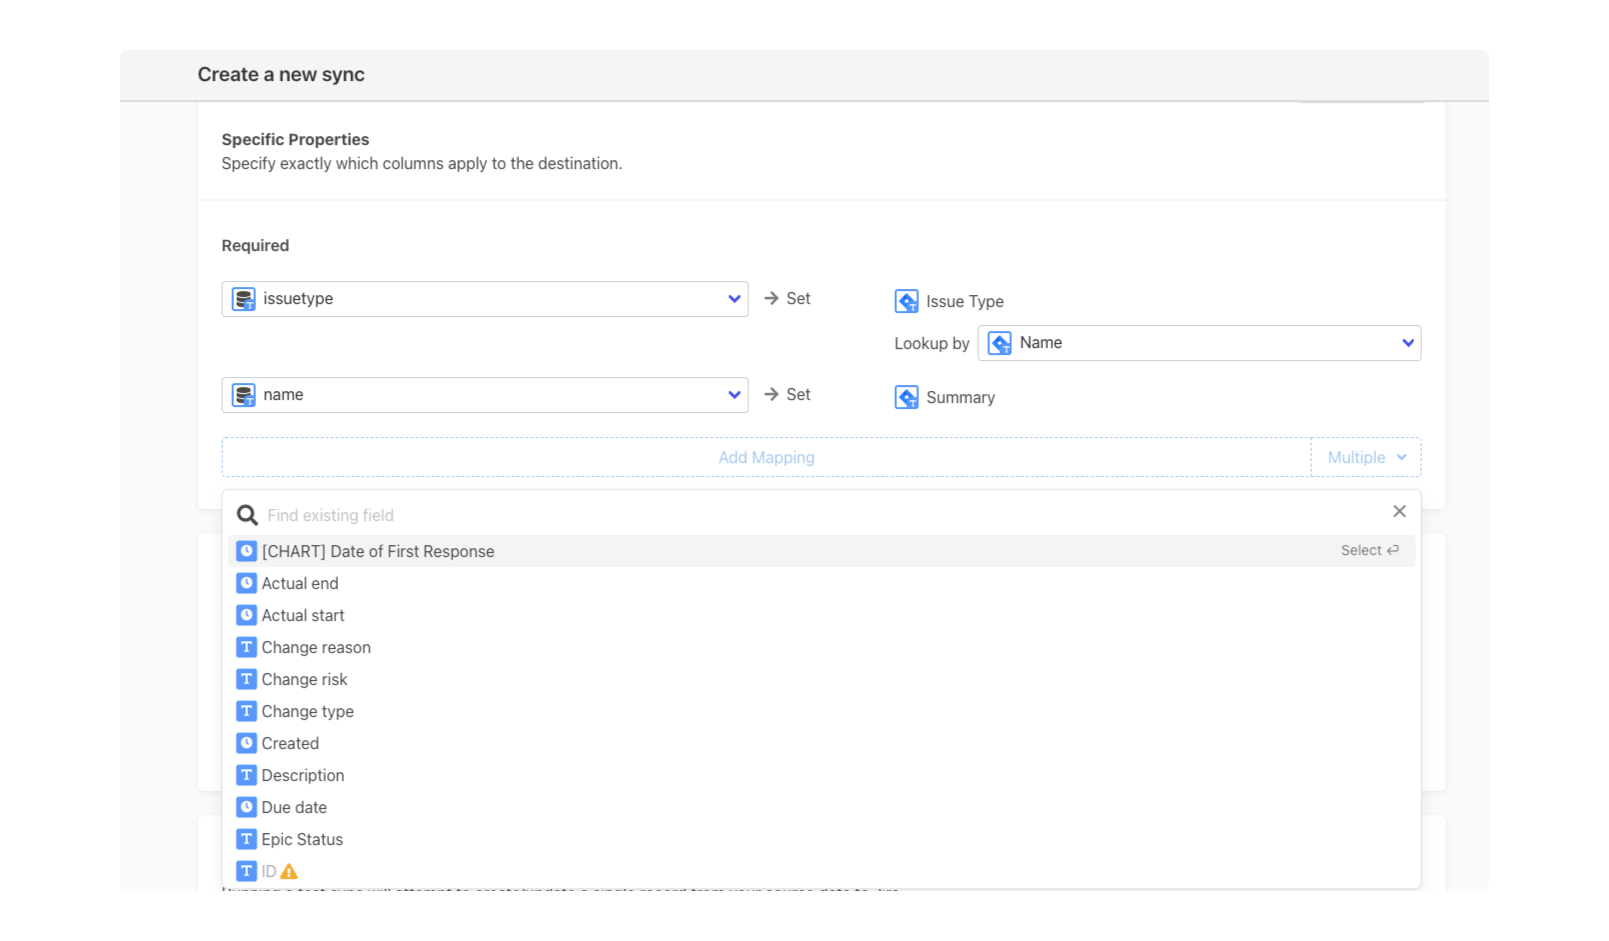 Create a new sync
Specific Properties
Specify exactly which columns apply to the destination.
Required
issuetype
Set
Issue Type
Lookup by
Name
name
Set
Summary
Add Mapping
Multiple
Find existing field
[CHART] Date of First Response
Select
Actual end
Actual start
Change reason
Change risk
Change type
Created
Description
Due date
Epic Status
ID